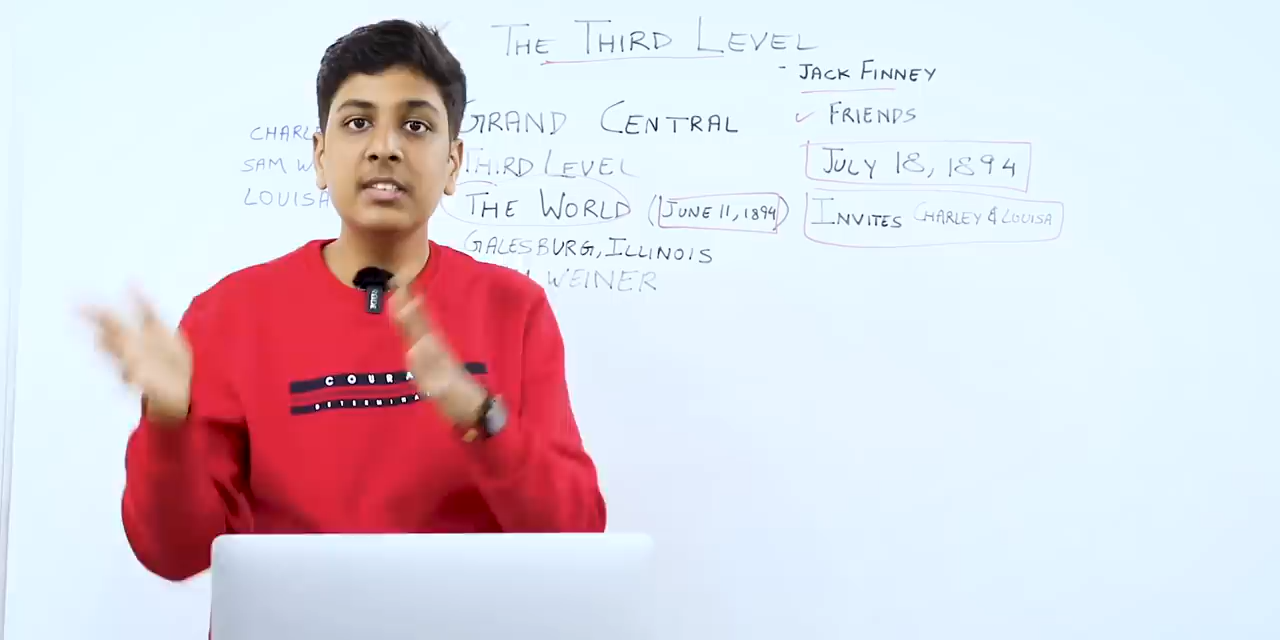 THE THIRD LEVEL
- JACK FINNEY
GRAND CENTRAL
FRIENDS
THIRD LEVEL
JULY 18, 1894
SAM W
LOUISA
THE WORLD (JUNE 11, 1894)
INVITES CHARLEY & LOUISA
GALESBURG, ILLINOIS
WEINER